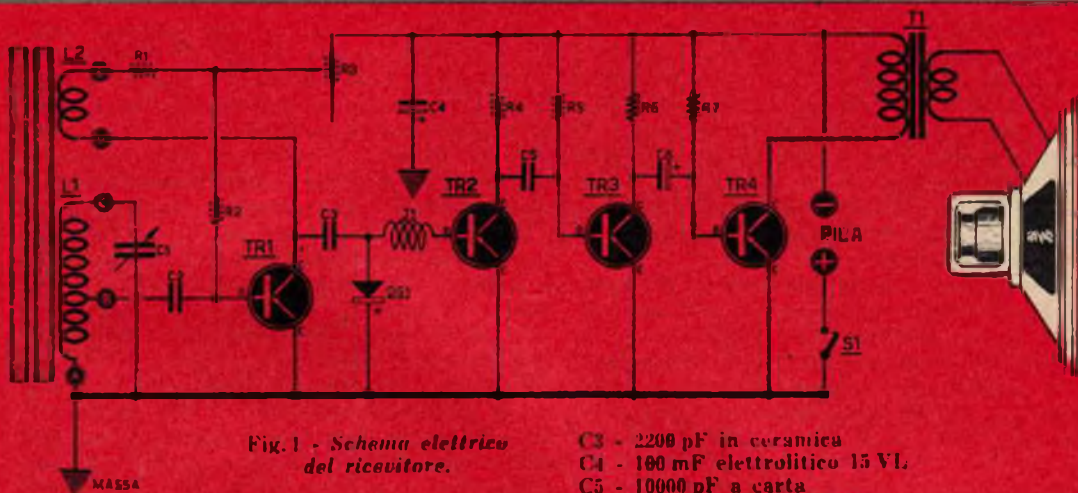 T1
L2
R1
R3
C4
R4
R5
R6
R7
C5
C6
+
TR2
TR3
TR4
L1
C
R2
C3
J1
PILA
TR1
C2
B
DG1
S1
A
Fig. 1 - Schema elettrico
del ricevitore.
C3 - 2200 pF in ceramica
C4 - 100 mF elettrolitico 15 VL
C5 - 10000 pF a carta
MASSA